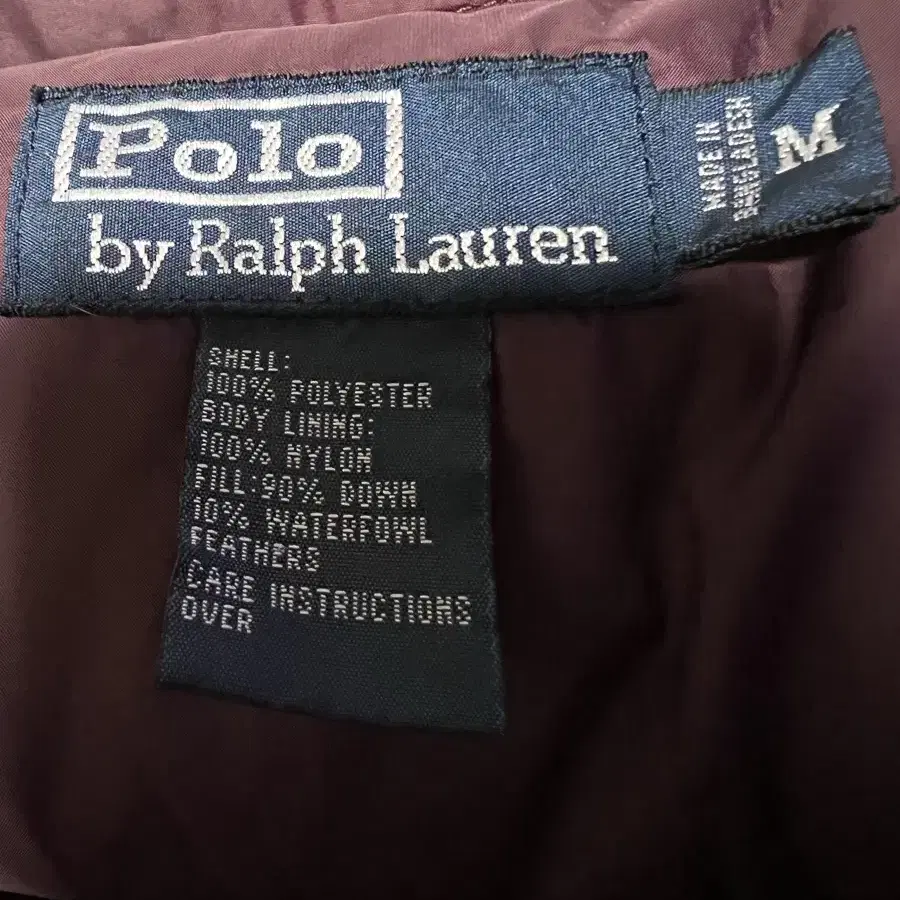 Polo
by Ralph Lauren
MADE IN
BANGLADESH
M
SHELL:
100% POLYESTER
BODY LINING:
100% NYLON
FILL:90% DOWN
10% WATERFOWL
FEATHERS
CARE INSTRUCTIONS
OVER